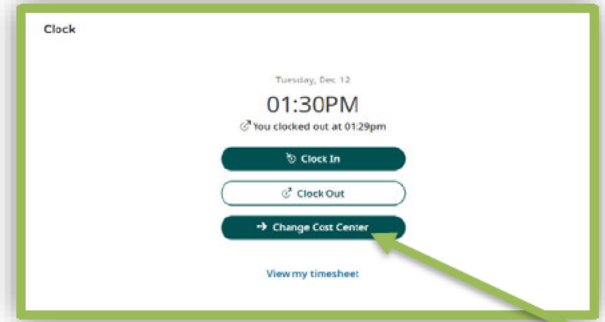 Clock
Tuesday, Dec 12
01:30PM
You clocked out at 01:29pm
Clock In
Clock Out
Change Cost Center
View my timesheet